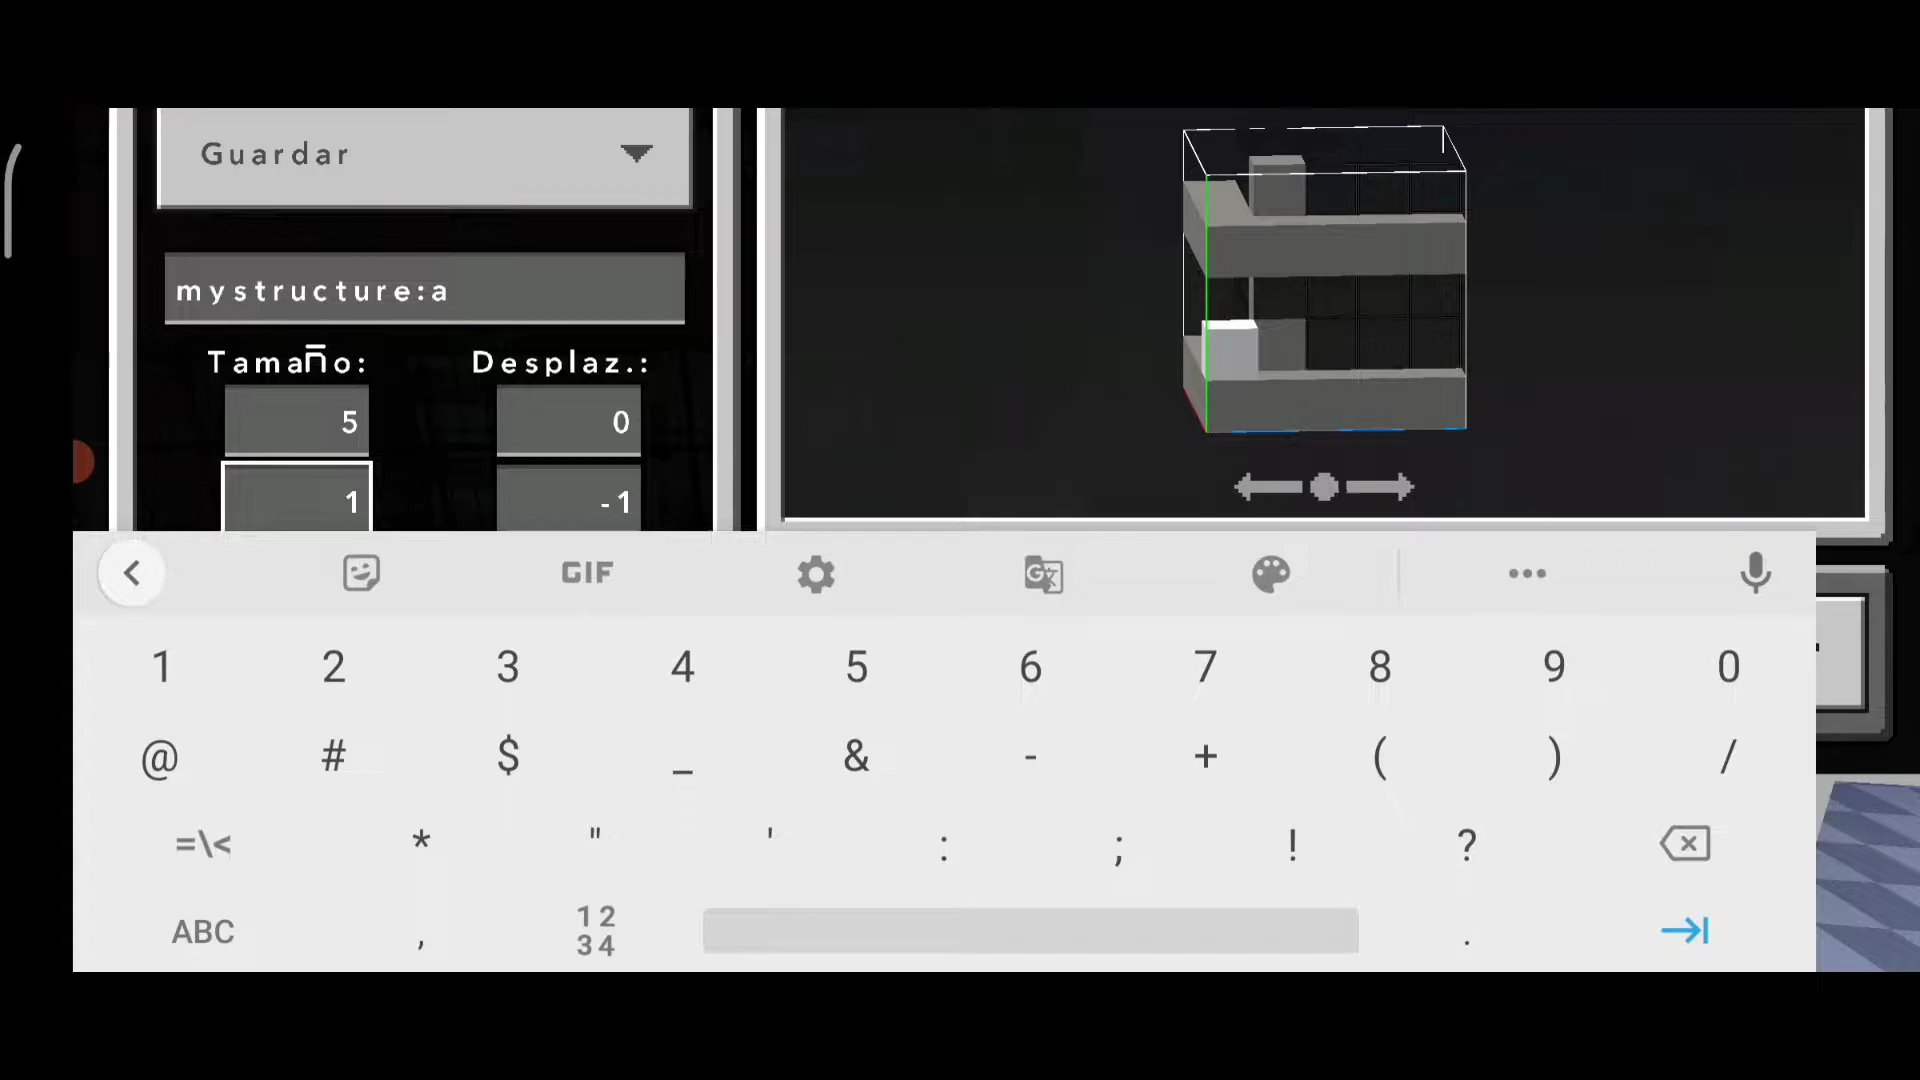 Guardar
mystructure:a
Tamaño: Desplaz.:
5 0
1 -1
GIF
1 2 3 4 5 6 7 8 9 0
@ # $ _ & - + ( ) /
=\< * " ' : ; ! ?
ABC , 12 34 .